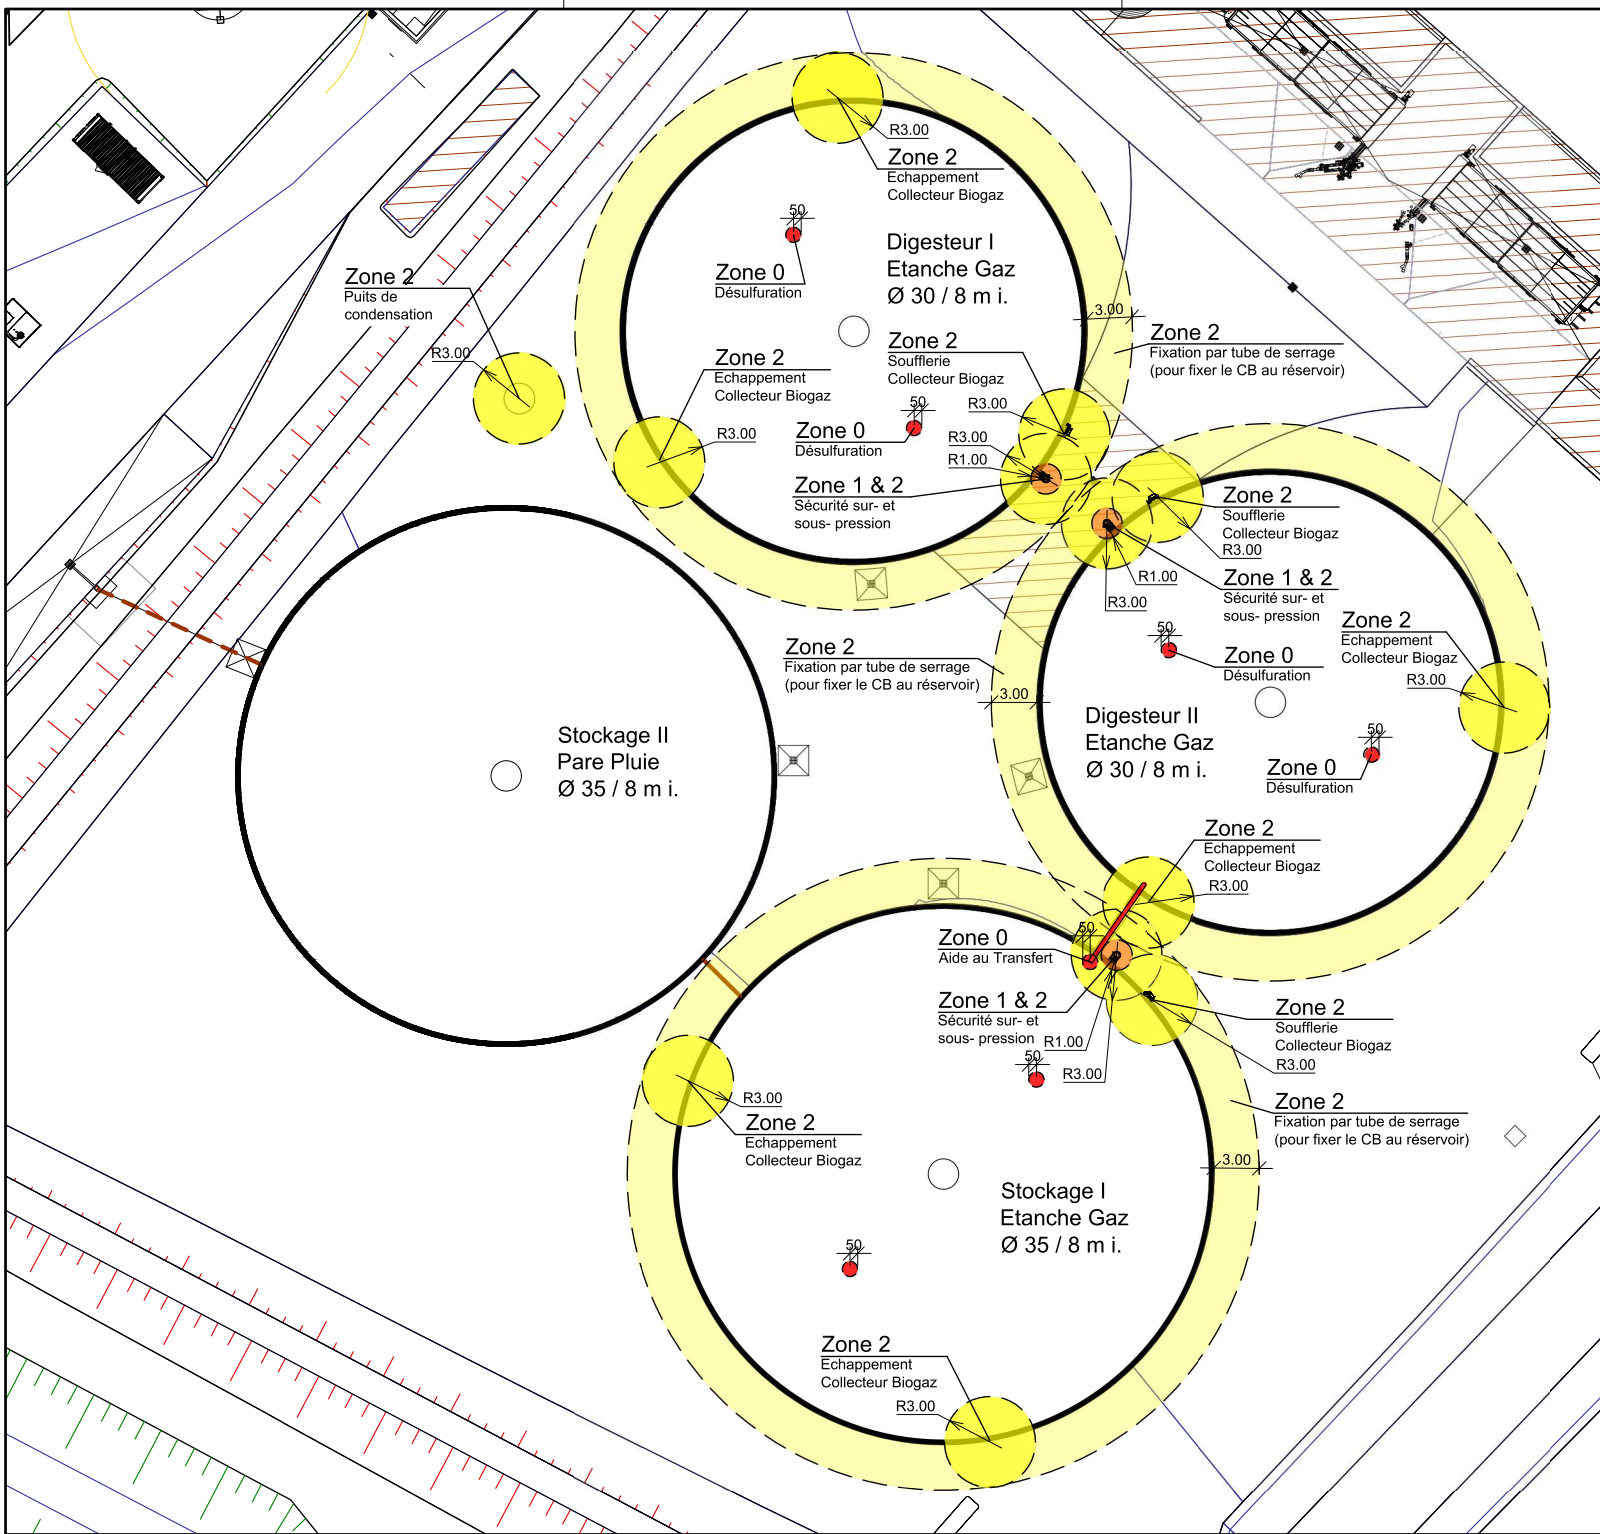 R3.00
Zone 2
Echappement
Collecteur Biogaz
50
Zone 0
Désulfuration
Digesteur I
Etanche Gaz
Ø 30 / 8 m i.
Zone 2
Puits de
condensation
R3.00
3.00
Zone 2
Fixation par tube de serrage
(pour fixer le CB au réservoir)
Zone 2
Soufflerie
Collecteur Biogaz
R3.00
Zone 2
Echappement
Collecteur Biogaz
R3.00
50
Zone 0
Désulfuration
R3.00
R1.00
Zone 1 & 2
Sécurité sur- et
sous- pression
Zone 2
Soufflerie
Collecteur Biogaz
R3.00
R1.00
R3.00
Zone 1 & 2
Sécurité sur- et
sous- pression
50
Zone 0
Désulfuration
Zone 2
Echappement
Collecteur Biogaz
R3.00
Zone 2
Fixation par tube de serrage
(pour fixer le CB au réservoir)
3.00
Digesteur II
Etanche Gaz
Ø 30 / 8 m i.
50
Zone 0
Désulfuration
Stockage II
Pare Pluie
Ø 35 / 8 m i.
Zone 2
Echappement
Collecteur Biogaz
R3.00
50
Zone 0
Aide au Transfert
Zone 1 & 2
Sécurité sur- et
sous- pression
R1.00
R3.00
50
Zone 2
Soufflerie
Collecteur Biogaz
R3.00
Zone 2
Fixation par tube de serrage
(pour fixer le CB au réservoir)
3.00
R3.00
Zone 2
Echappement
Collecteur Biogaz
Stockage I
Etanche Gaz
Ø 35 / 8 m i.
50
Zone 2
Echappement
Collecteur Biogaz
R3.00